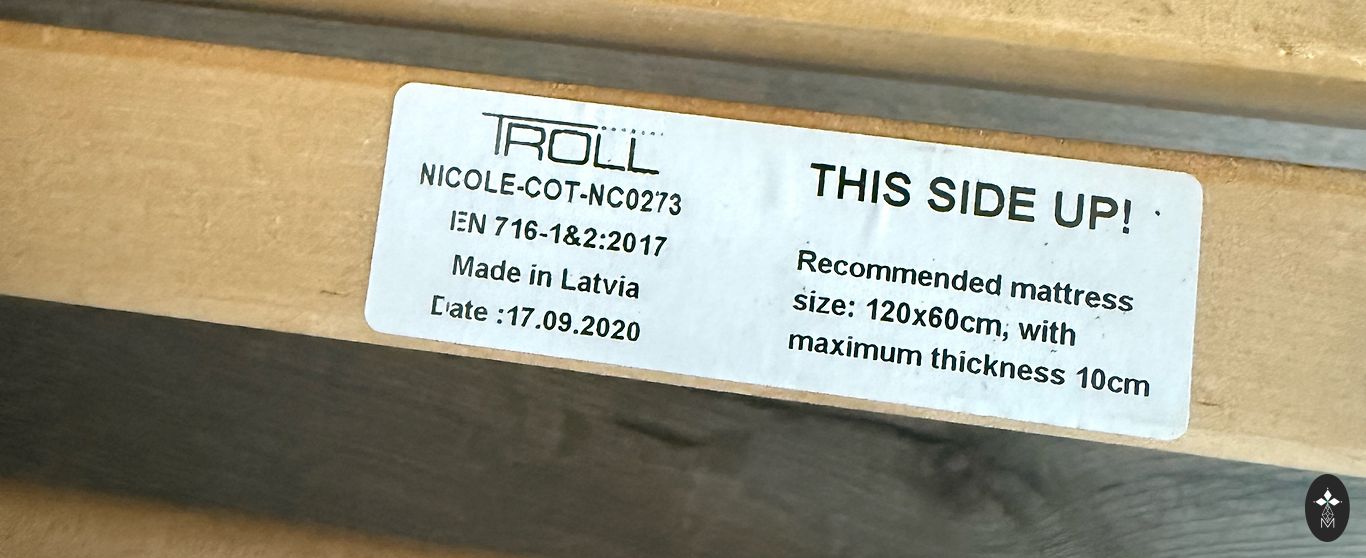 TROLL
NICOLE-COT-NC0273
EN 716-1&2:2017
Made in Latvia
Date :17.09.2020
THIS SIDE UP!
Recommended mattress
size: 120x60cm, with
maximum thickness 10cm
M